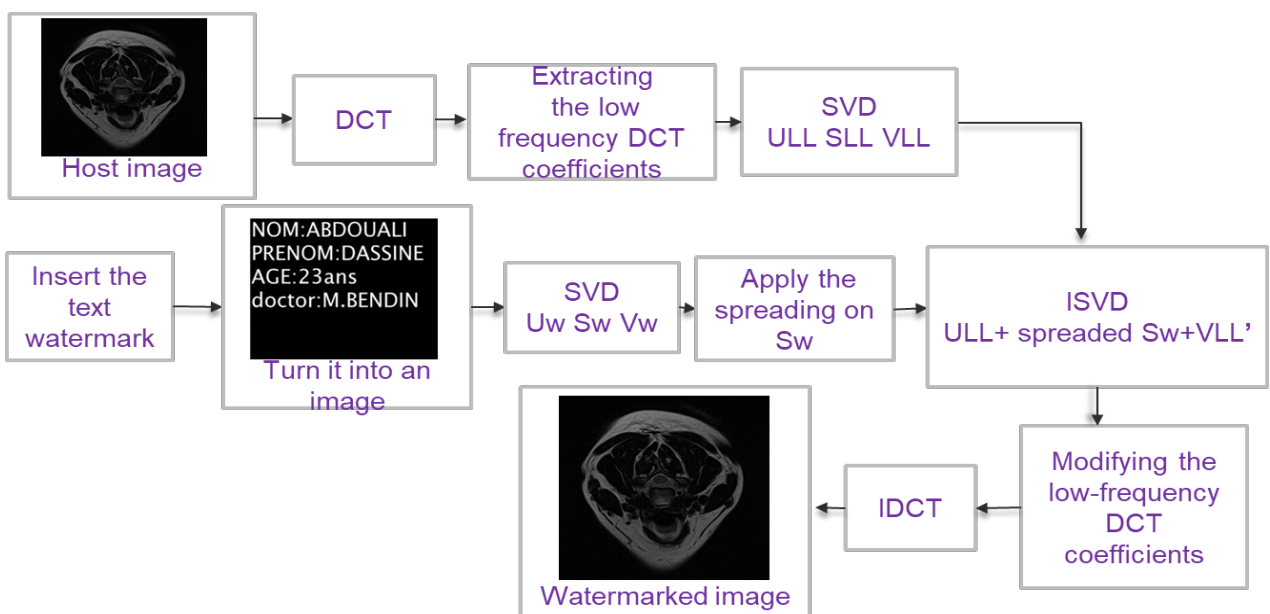 Host image
DCT
Extracting
the low
frequency DCT
coefficients
SVD
ULL SLL VLL
Insert the
text
watermark
NOM:ABDOUALI
PRENOM:DASSINE
AGE:23ans
doctor:M.BENDIN
Turn it into an
image
SVD
Uw Sw Vw
Apply the
spreading on
Sw
ISVD
ULL+ spreaded Sw+VLL’
Modifying the
low-frequency
DCT
coefficients
IDCT
Watermarked image